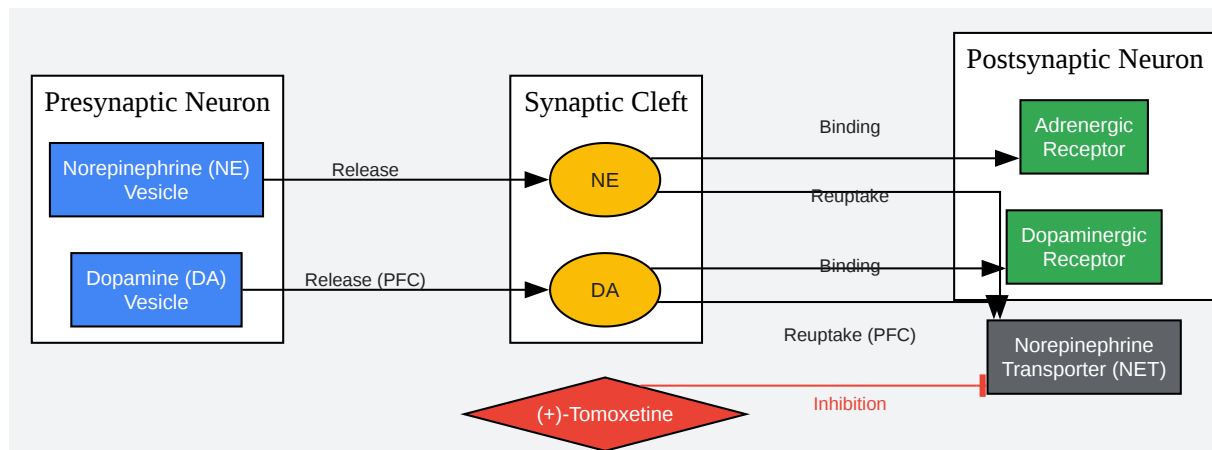 Presynaptic Neuron
Norepinephrine (NE)
Vesicle
Dopamine (DA)
Vesicle
Release
Release (PFC)
Synaptic Cleft
NE
DA
Binding
Reuptake
Binding
Reuptake (PFC)
Postsynaptic Neuron
Adrenergic
Receptor
Dopaminergic
Receptor
Norepinephrine
Transporter (NET)
(+)-Tomoxetine
Inhibition